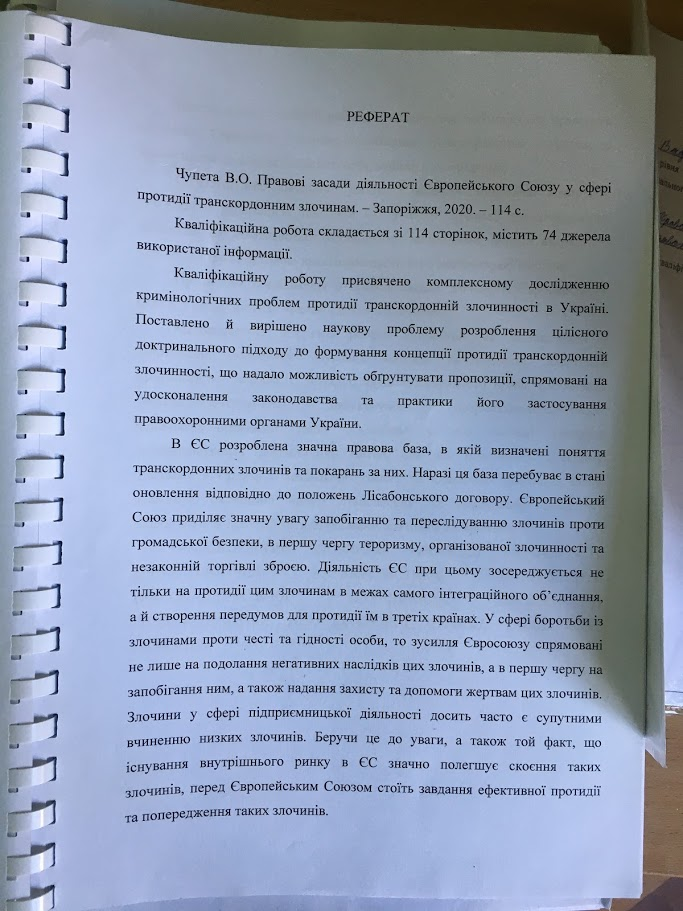 РЕФЕРАТ
Чупета В.О. Правові засади діяльності Європейського Союзу у сфері
протидії транскордонним злочинам. – Запоріжжя, 2020. – 114 с.
Кваліфікаційна робота складається зі 114 сторінок, містить 74 джерела
використаної інформації.
Кваліфікаційну роботу присвячено комплексному дослідженню
кримінологічних проблем протидії транскордонній злочинності в Україні.
Поставлено й вирішено наукову проблему розроблення цілісного
доктринального підходу до формування концепції протидії транскордонній
злочинності, що надало можливість обґрунтувати пропозиції, спрямовані на
удосконалення законодавства та практики його застосування
правоохоронними органами України.
В ЄС розроблена значна правова база, в якій визначені поняття
транскордонних злочинів та покарань за них. Наразі ця база перебуває в стані
оновлення відповідно до положень Лісабонського договору. Європейський
Союз приділяє значну увагу запобіганню та переслідуванню злочинів проти
громадської безпеки, в першу чергу тероризму, організованої злочинності та
незаконній торгівлі зброєю. Діяльність ЄС при цьому зосереджується не
тільки на протидії цим злочинам в межах самого інтеграційного об’єднання,
а й створення передумов для протидії їм в третіх країнах. У сфері боротьби із
злочинами проти честі та гідності особи, то зусилля Євросоюзу спрямовані
не лише на подолання негативних наслідків цих злочинів, а в першу чергу на
запобігання ним, а також надання захисту та допомоги жертвам цих злочинів.
Злочини у сфері підприємницької діяльності досить часто є супутними
вчиненню низких злочинів. Беручи це до уваги, а також той факт, що
існування внутрішнього ринку в ЄС значно полегшує скоєння таких
злочинів, перед Європейським Союзом стоїть завдання ефективної протидії
та попередження таких злочинів.